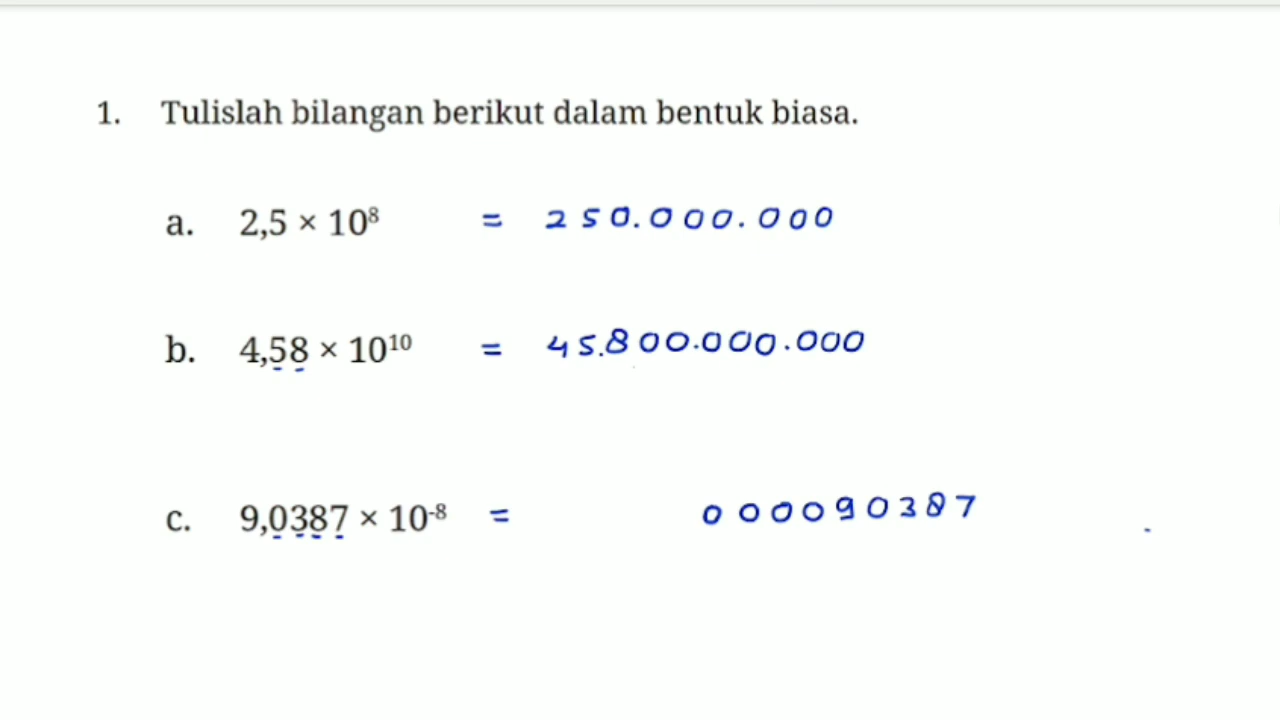 1. Tulislah bilangan berikut dalam bentuk biasa.
a. 2,5 × 10⁸ = 250.000.000
b. 4,58 × 10¹⁰ = 45.800.000.000
c. 9,0387 × 10⁻⁸ = 000090387